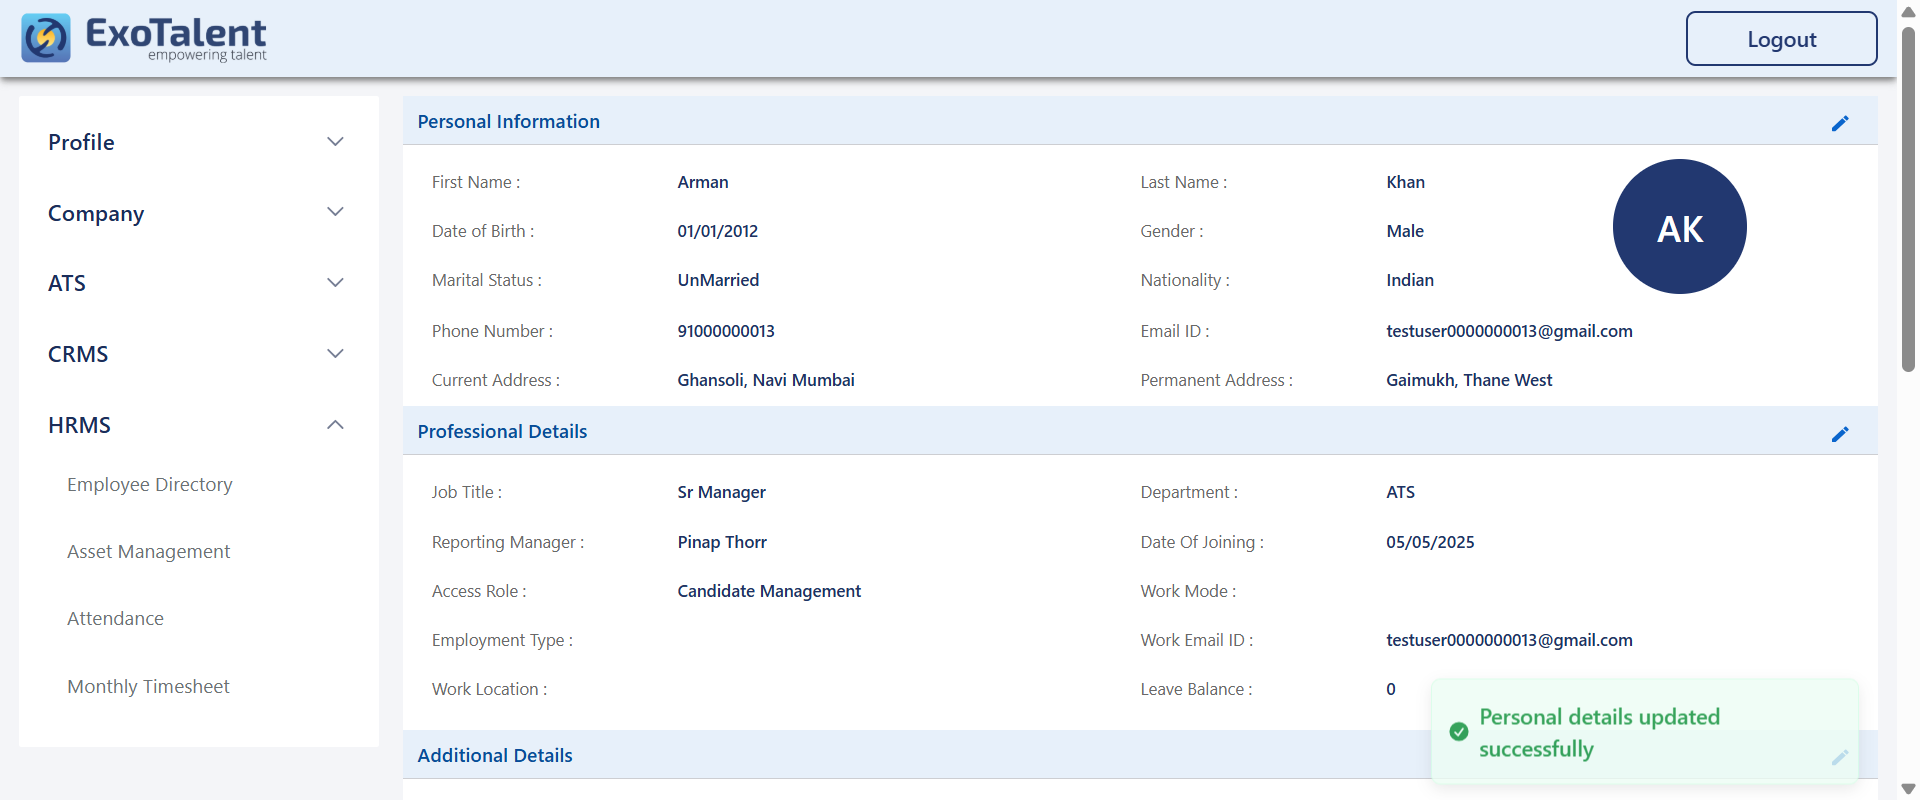 ExoTalent
empowering talent
Logout
Profile
Company
ATS
CRMS
HRMS
Employee Directory
Asset Management
Attendance
Monthly Timesheet
Personal Information
First Name : Arman Last Name : Khan
AK
Date of Birth : 01/01/2012 Gender : Male
Marital Status : UnMarried Nationality : Indian
Phone Number : 91000000013 Email ID : testuser0000000013@gmail.com
Current Address : Ghansoli, Navi Mumbai Permanent Address : Gaimukh, Thane West
Professional Details
Job Title : Sr Manager Department : ATS
Reporting Manager : Pinap Thorr Date Of Joining : 05/05/2025
Access Role : Candidate Management Work Mode :
Employment Type : Work Email ID : testuser0000000013@gmail.com
Work Location : Leave Balance : 0
Additional Details
Personal details updated
successfully